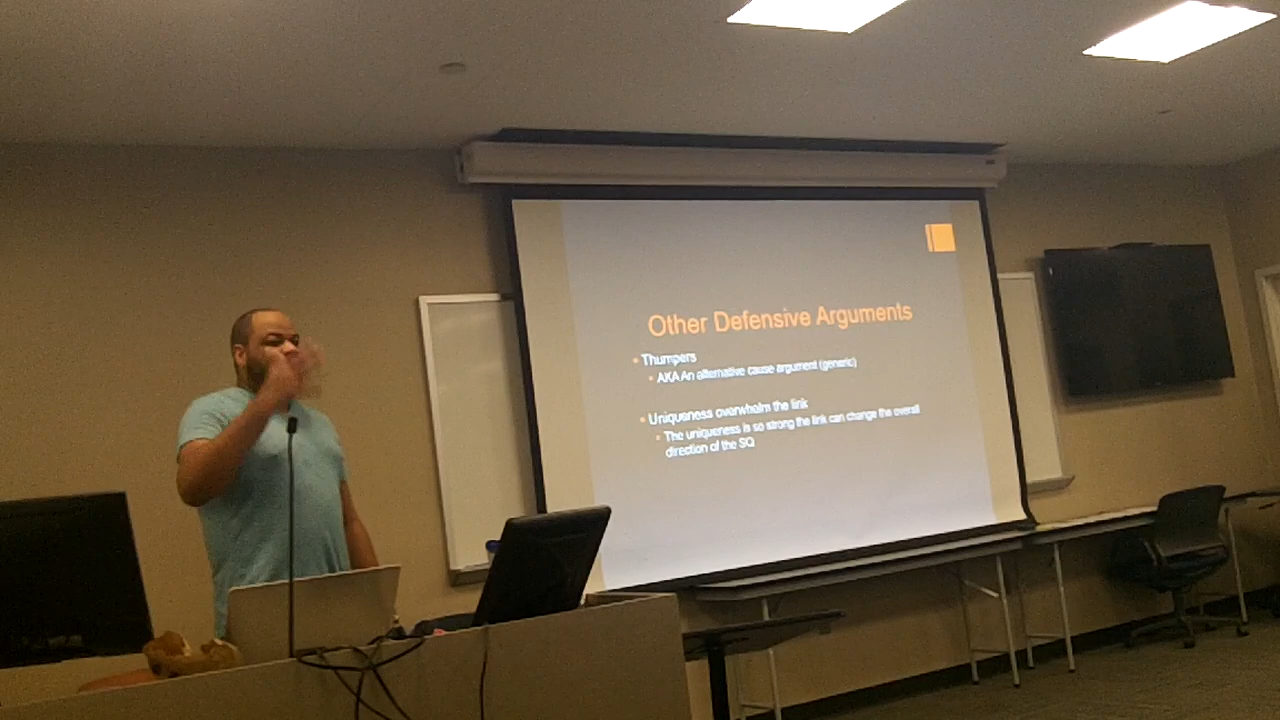 Other Defensive Arguments
Thumpers
AKA An alternative cause argument (generic)
Uniqueness overwhelm the link
The uniqueness is so strong the link can change the overall
direction of the SQ